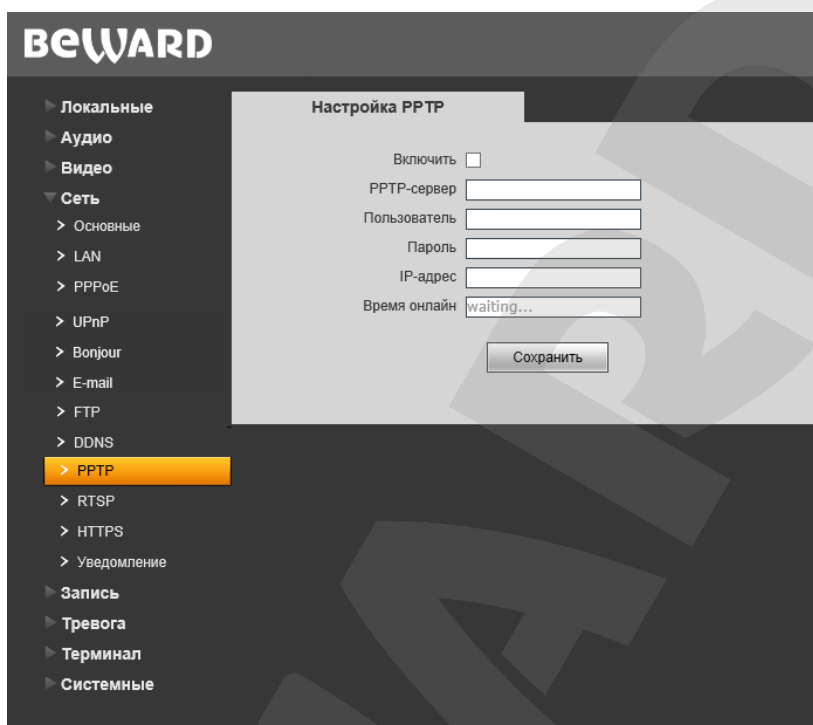 BEWARD
Локальные
Аудио
Видео
Сеть
> Основные
> LAN
> PPPoE
> UPnP
> Bonjour
> E-mail
> FTP
> DDNS
> PPTP
> RTSP
> HTTPS
> Уведомление
Запись
Тревога
Терминал
Системные
Настройка PPTP
Включить
PPTP-сервер
Пользователь
Пароль
IP-адрес
Время онлайн waiting...
Сохранить